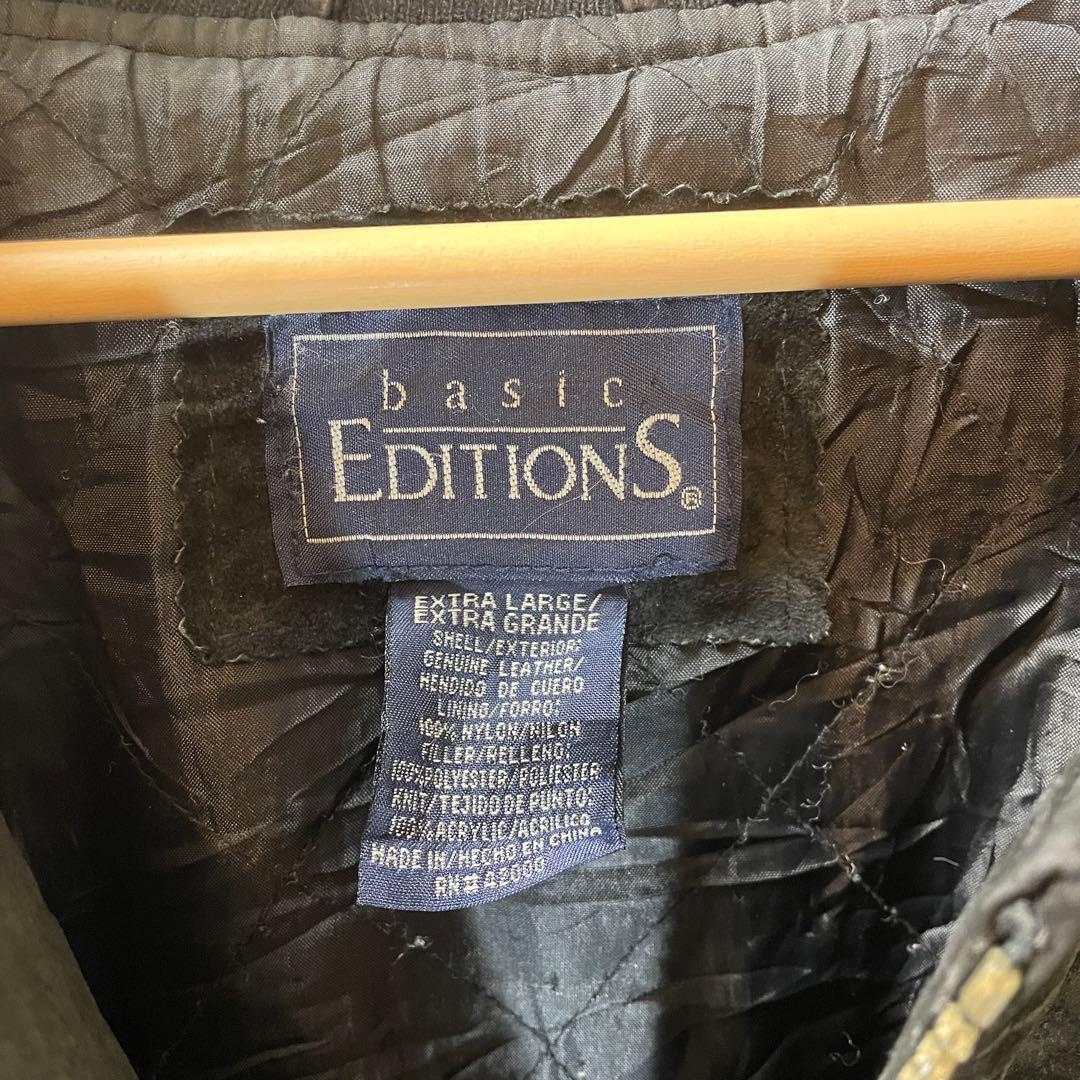 basic
EDITIONS®
EXTRA LARGE/
EXTRA GRANDE
SHELL/EXTERIOR:
GENUINE LEATHER/
HENDIDO DE CUERO
LINING/FORRO:
100% NYLON/NILON
FILLER/RELLENO:
100% POLYESTER/POLIESTER
KNIT/TEJIDO DE PUNTO:
100% ACRYLIC/ACRILICO
MADE IN/HECHO EN CHINA
RN#